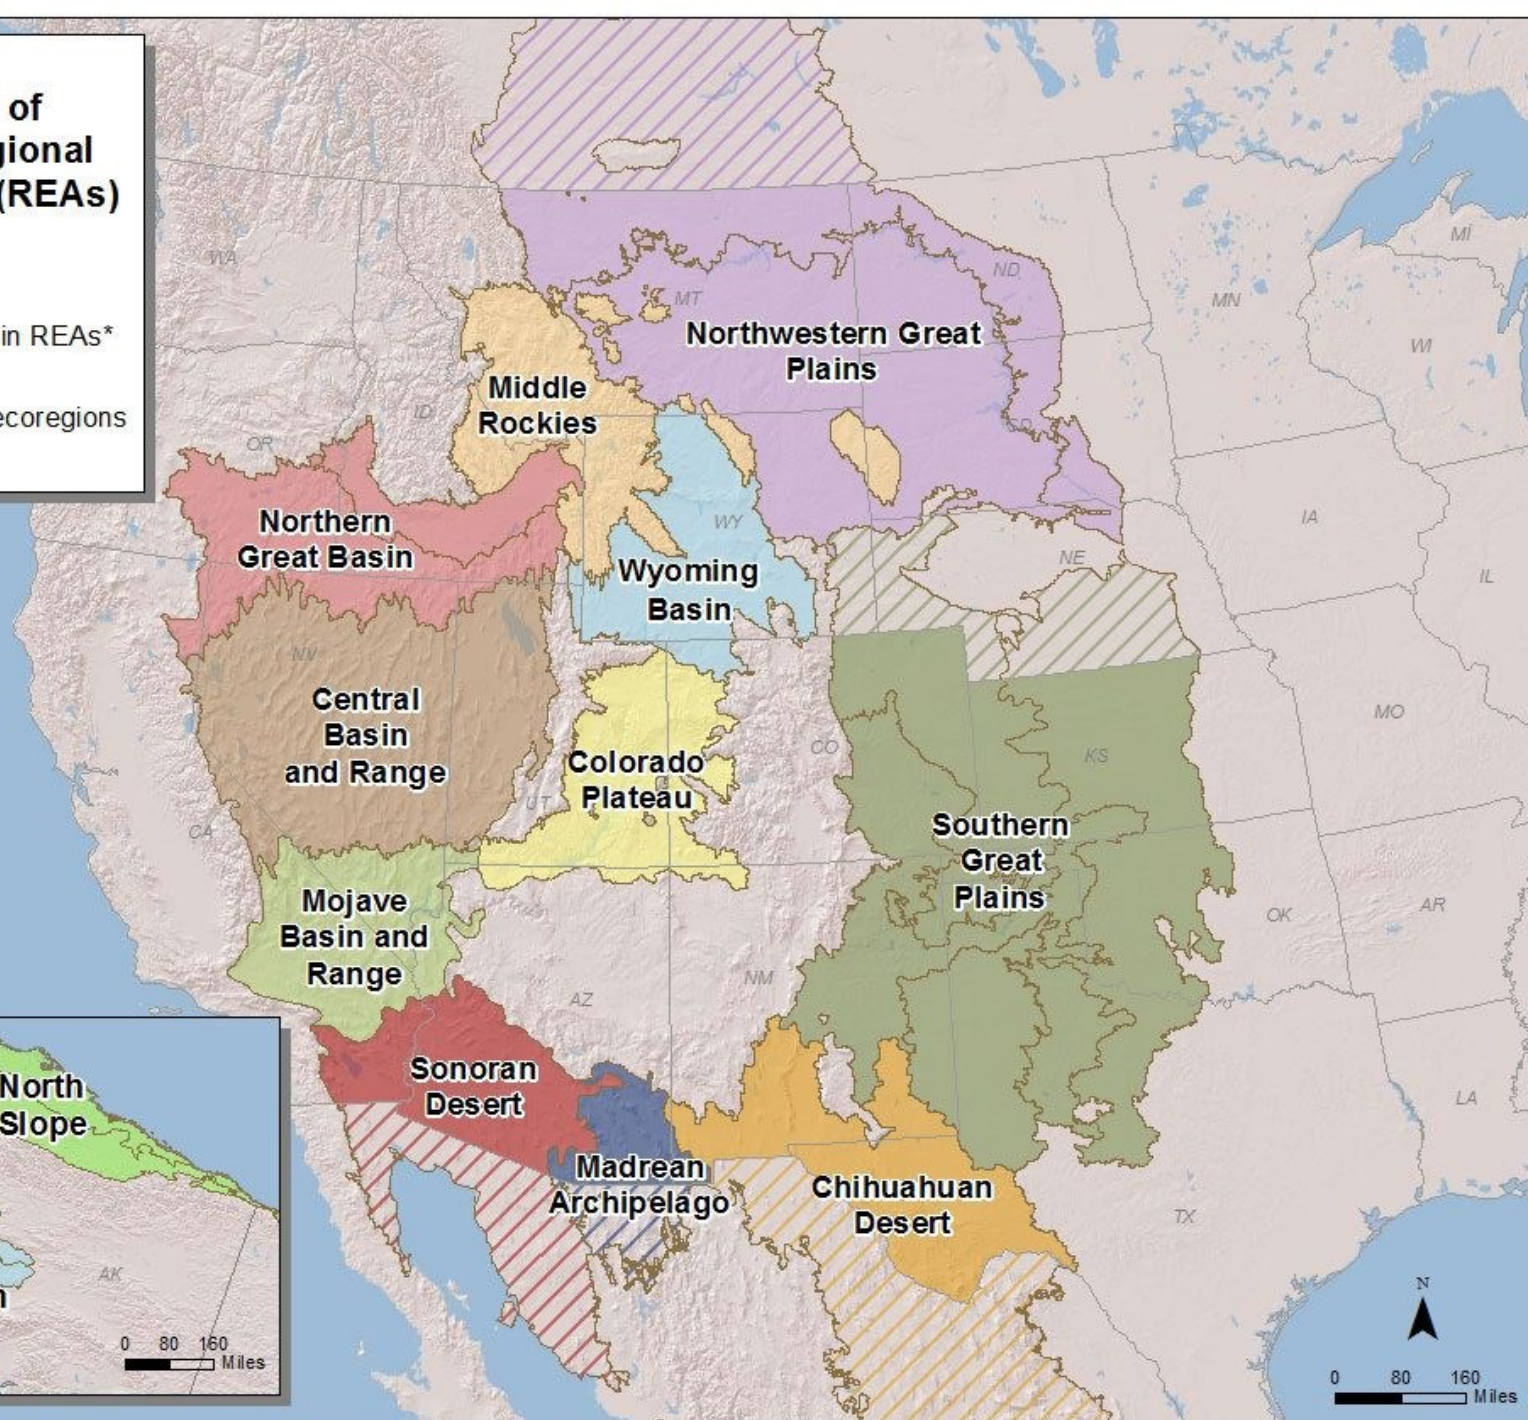 of
gional
(REAs)
in REAs*
ecoregions
WA
MT
ND
MN
MI
WI
Northwestern Great
Plains
Middle
Rockies
ID
OR
SD
Northern
Great Basin
WY
IA
NE
IL
Wyoming
Basin
NV
Central
Basin
and Range
CO
KS
MO
Colorado
Plateau
UT
CA
Southern
Great
Plains
Mojave
Basin and
Range
OK
AR
AZ
NM
Sonoran
Desert
LA
North
Slope
Madrean
Archipelago
Chihuahuan
Desert
TX
AK
n
0 80 160
Miles
N
0 80 160
Miles